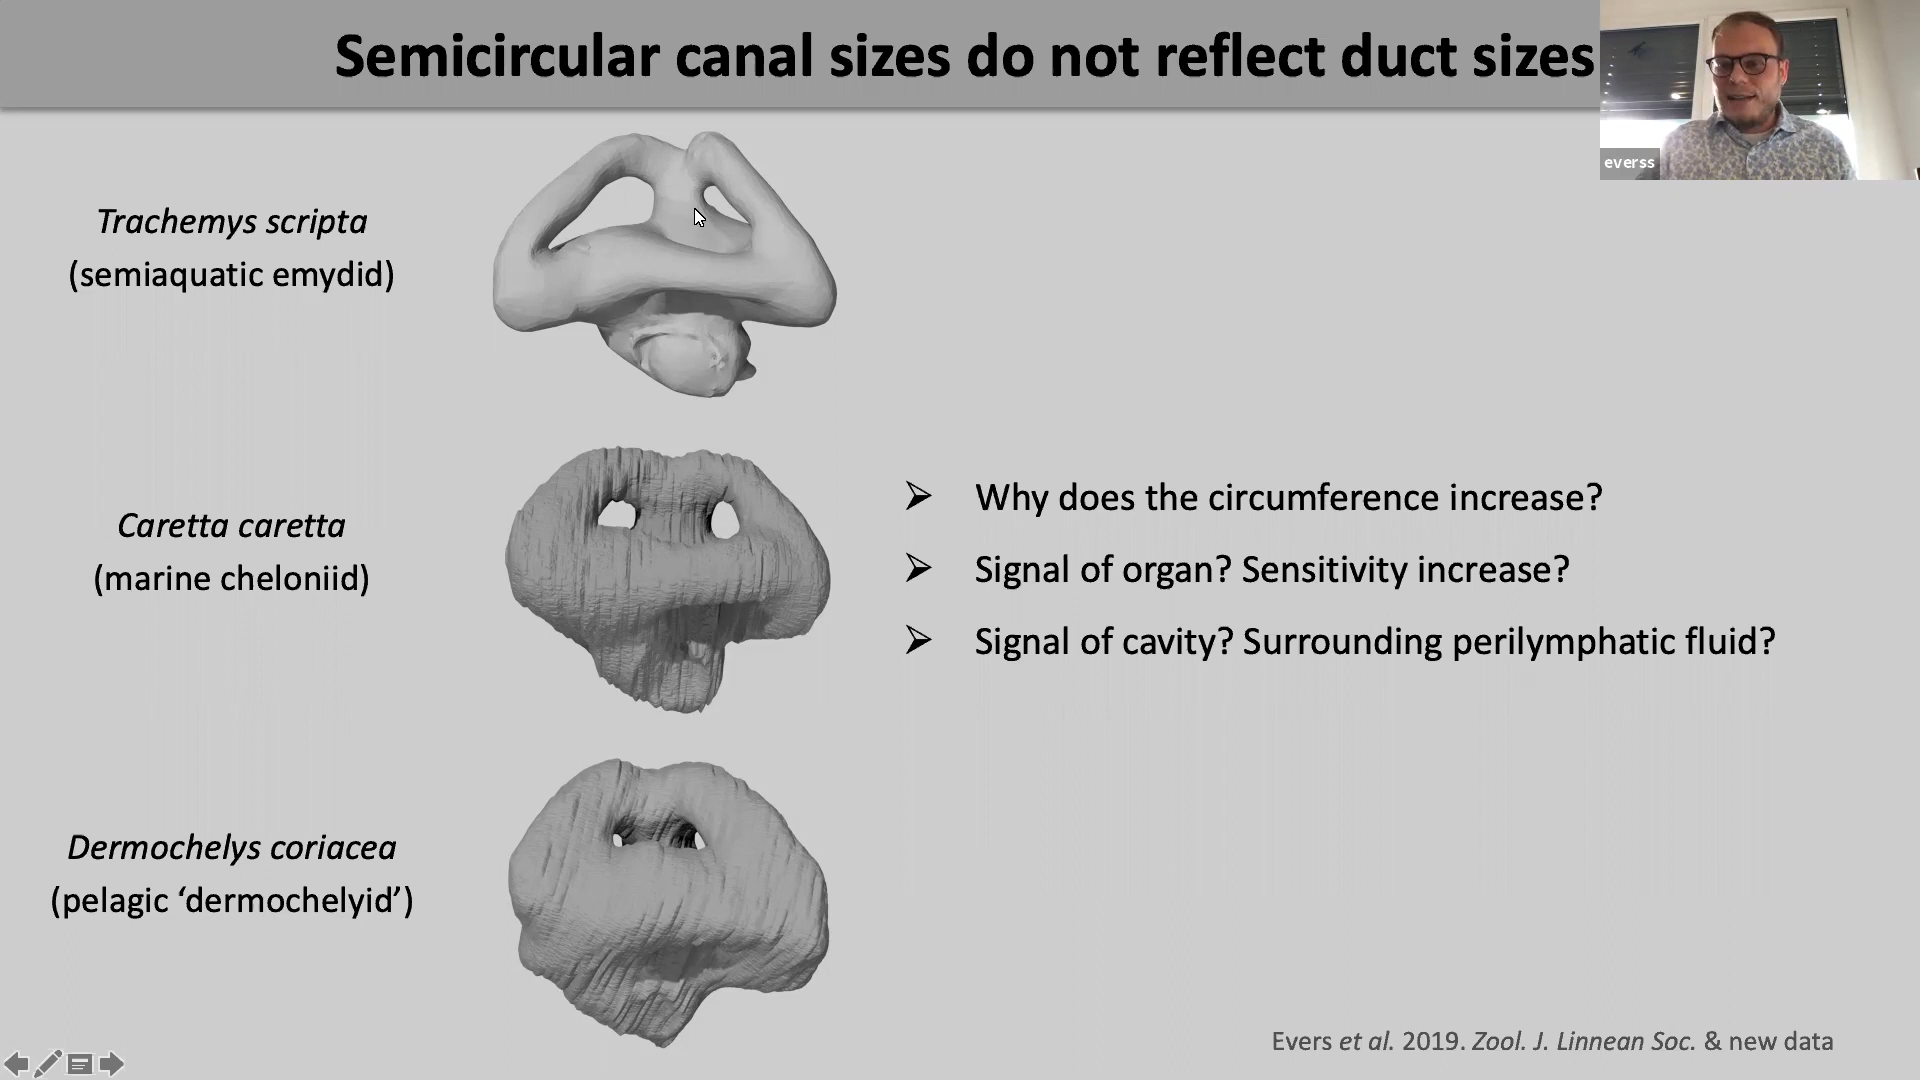 Semicircular canal sizes do not reflect duct sizes
everss
Trachemys scripta
(semiaquatic emydid)
Caretta caretta
(marine cheloniid)
➢ Why does the circumference increase?
➢ Signal of organ? Sensitivity increase?
➢ Signal of cavity? Surrounding perilymphatic fluid?
Dermochelys coriacea
(pelagic ‘dermochelyid’)
Evers et al. 2019. Zool. J. Linnean Soc. & new data